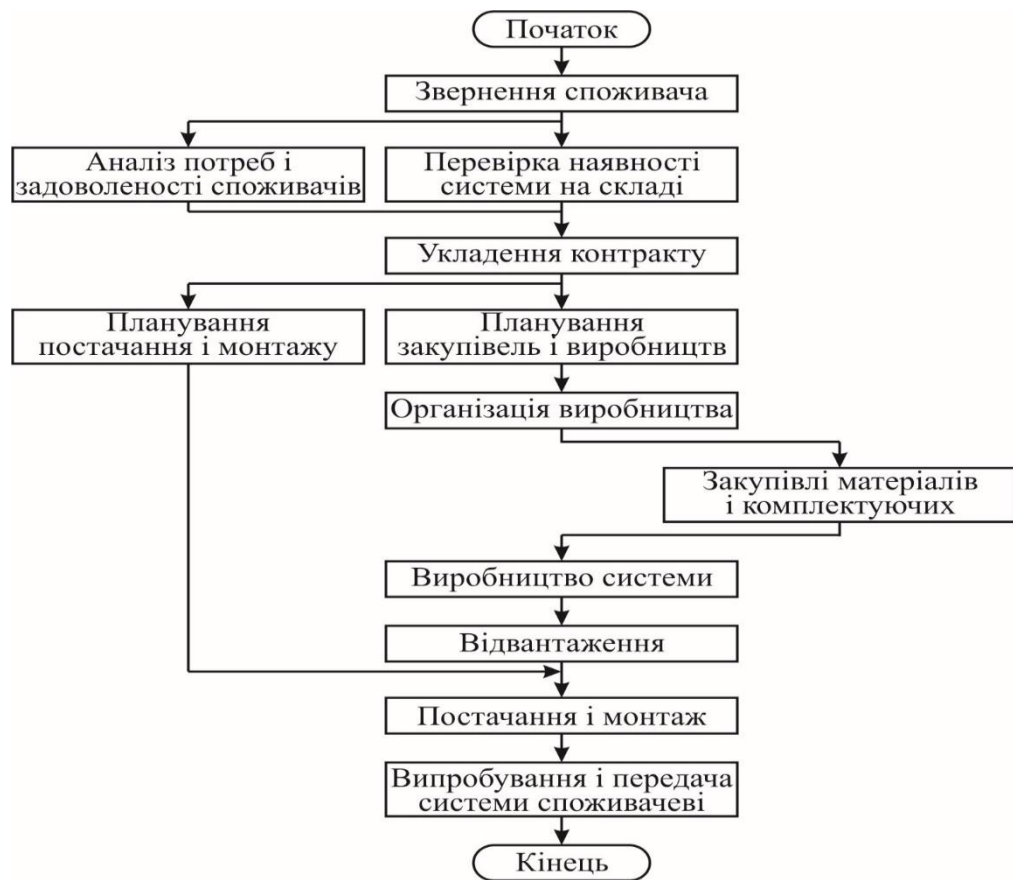 Початок
Звернення споживача
Аналіз потреб і
задоволеності споживачів
Перевірка наявності
системи на складі
Укладення контракту
Планування
постачання і монтажу
Планування
закупівель і виробництв
Організація виробництва
Закупівлі матеріалів
і комплектуючих
Виробництво системи
Відвантаження
Постачання і монтаж
Випробування і передача
системи споживачеві
Кінець